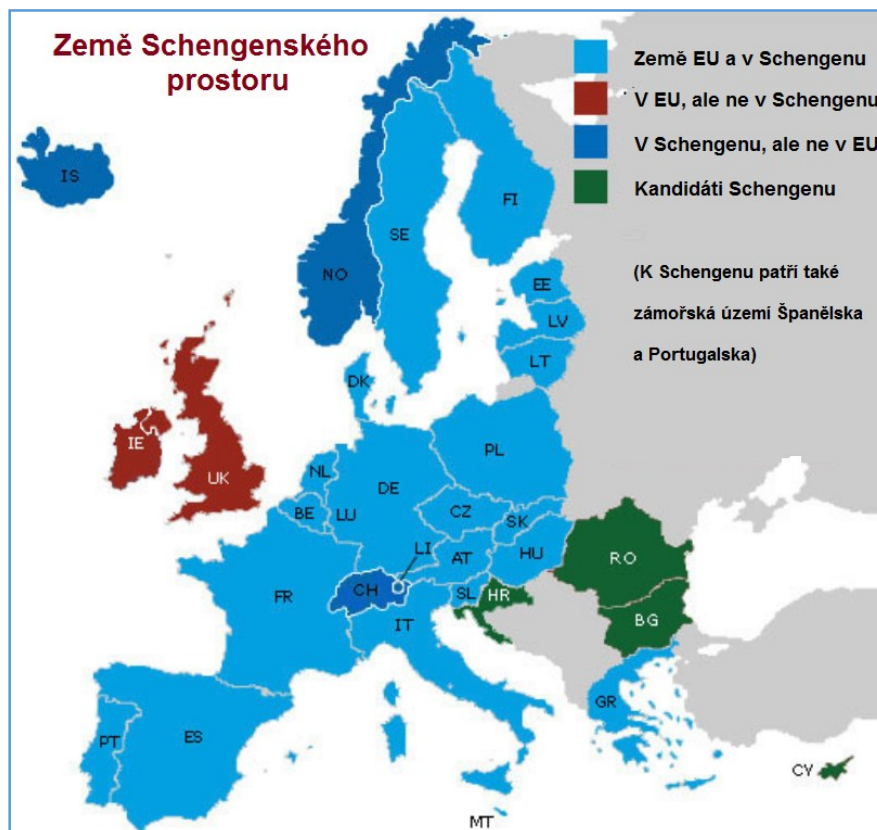 Země Schengenského
prostoru
Země EU a v Schengenu
V EU, ale ne v Schengenu
V Schengenu, ale ne v EU
Kandidáti Schengenu
(K Schengenu patří také
zámořská území Španělska
a Portugalska)
IS
NO
SE
FI
EE
LV
LT
DK
IE
UK
NL
BE
LU
DE
PL
CZ
SK
LI
AT
HU
FR
CH
IT
SL
HR
RO
BG
PT
ES
GR
CY
MT